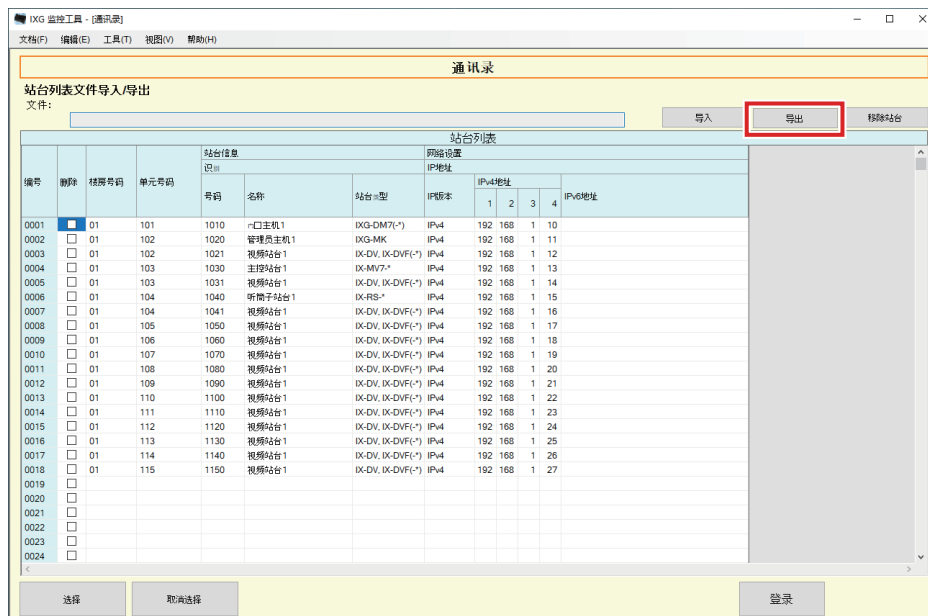 IXG 监控工具 - [通讯录]
文档(F) 编辑(E) 工具(T) 视图(V) 帮助(H)
通讯录
站台列表文件导入/导出
文件:
导入 导出 移除站台
站台列表
站台信息 网络设置
识别 IP地址
编号 删除 楼房号码 单元号码 号码 名称 站台类型 IP版本 IPv4地址 IPv6地址
1 2 3 4
0001 01 101 1010 门口主机1 IXG-DM7(-*) IPv4 192 168 1 10
0002 01 102 1020 管理员主机1 IXG-MK IPv4 192 168 1 11
0003 01 102 1021 视频站台1 IX-DV, IX-DVF(-*) IPv4 192 168 1 12
0004 01 103 1030 主控站台1 IX-MV7-* IPv4 192 168 1 13
0005 01 103 1031 视频站台1 IX-DV, IX-DVF(-*) IPv4 192 168 1 14
0006 01 104 1040 听筒子站台1 IX-RS-* IPv4 192 168 1 15
0007 01 104 1041 视频站台1 IX-DV, IX-DVF(-*) IPv4 192 168 1 16
0008 01 105 1050 视频站台1 IX-DV, IX-DVF(-*) IPv4 192 168 1 17
0009 01 106 1060 视频站台1 IX-DV, IX-DVF(-*) IPv4 192 168 1 18
0010 01 107 1070 视频站台1 IX-DV, IX-DVF(-*) IPv4 192 168 1 19
0011 01 108 1080 视频站台1 IX-DV, IX-DVF(-*) IPv4 192 168 1 20
0012 01 109 1090 视频站台1 IX-DV, IX-DVF(-*) IPv4 192 168 1 21
0013 01 110 1100 视频站台1 IX-DV, IX-DVF(-*) IPv4 192 168 1 22
0014 01 111 1110 视频站台1 IX-DV, IX-DVF(-*) IPv4 192 168 1 23
0015 01 112 1120 视频站台1 IX-DV, IX-DVF(-*) IPv4 192 168 1 24
0016 01 113 1130 视频站台1 IX-DV, IX-DVF(-*) IPv4 192 168 1 25
0017 01 114 1140 视频站台1 IX-DV, IX-DVF(-*) IPv4 192 168 1 26
0018 01 115 1150 视频站台1 IX-DV, IX-DVF(-*) IPv4 192 168 1 27
0019
0020
0021
0022
0023
0024
选择 取消选择 登录